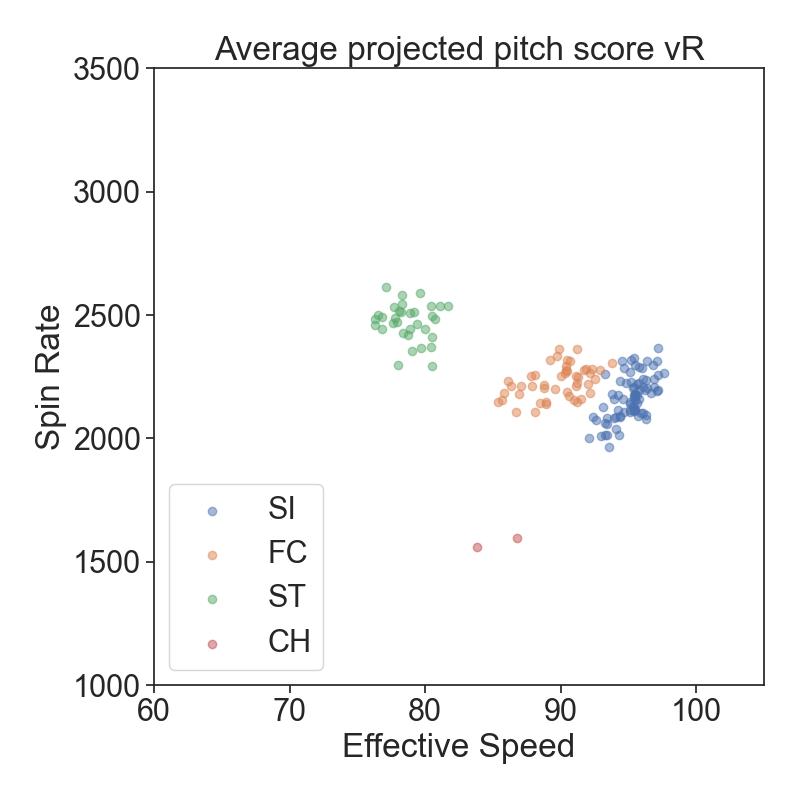 Average projected pitch score vR
3500
3000
2500
2000
1500
1000
Spin Rate
SI
FC
ST
CH
60 70 80 90 100
Effective Speed